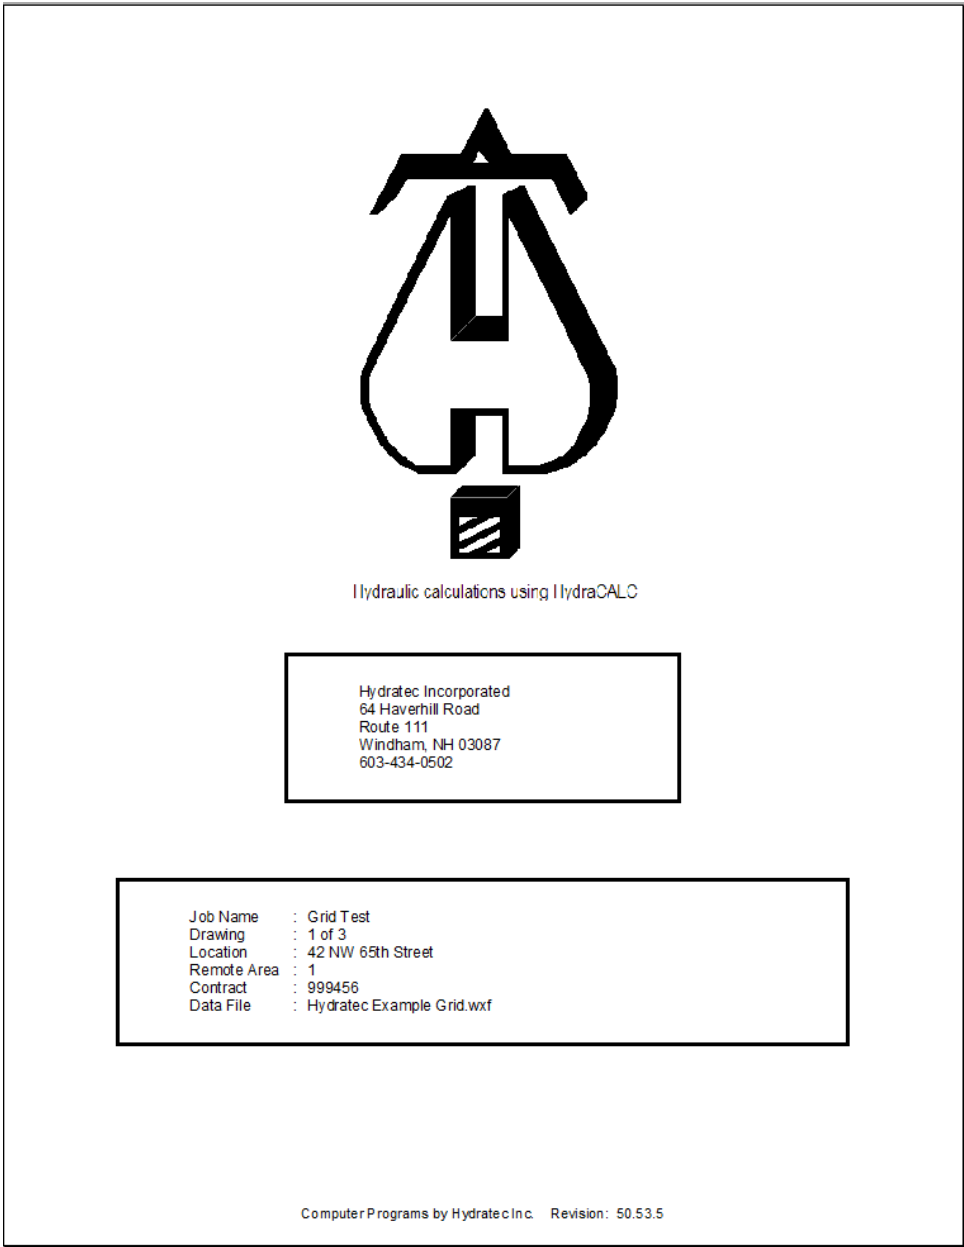 Hydraulic calculations using HydraCALC
Hydratec Incorporated
64 Haverhill Road
Route 111
Windham, NH 03087
603-434-0502
Job Name : Grid Test
Drawing : 1 of 3
Location : 42 NW 65th Street
Remote Area : 1
Contract : 999456
Data File : Hydratec Example Grid.wxf
Computer Programs by Hydratec Inc. Revision: 50.53.5